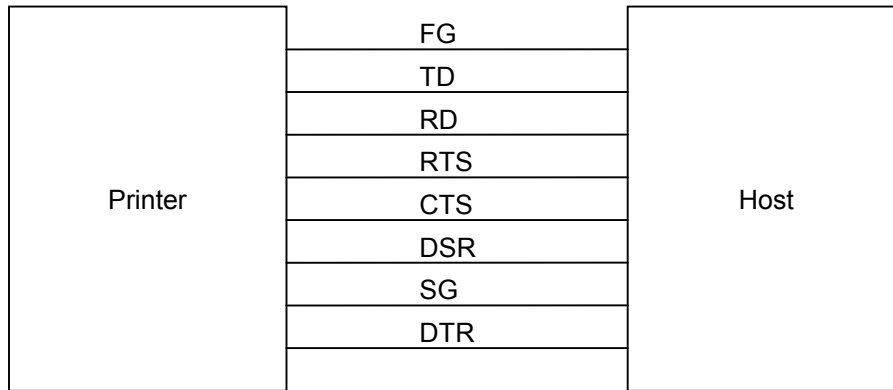 FG
TD
RD
RTS
Printer
CTS
Host
DSR
SG
DTR